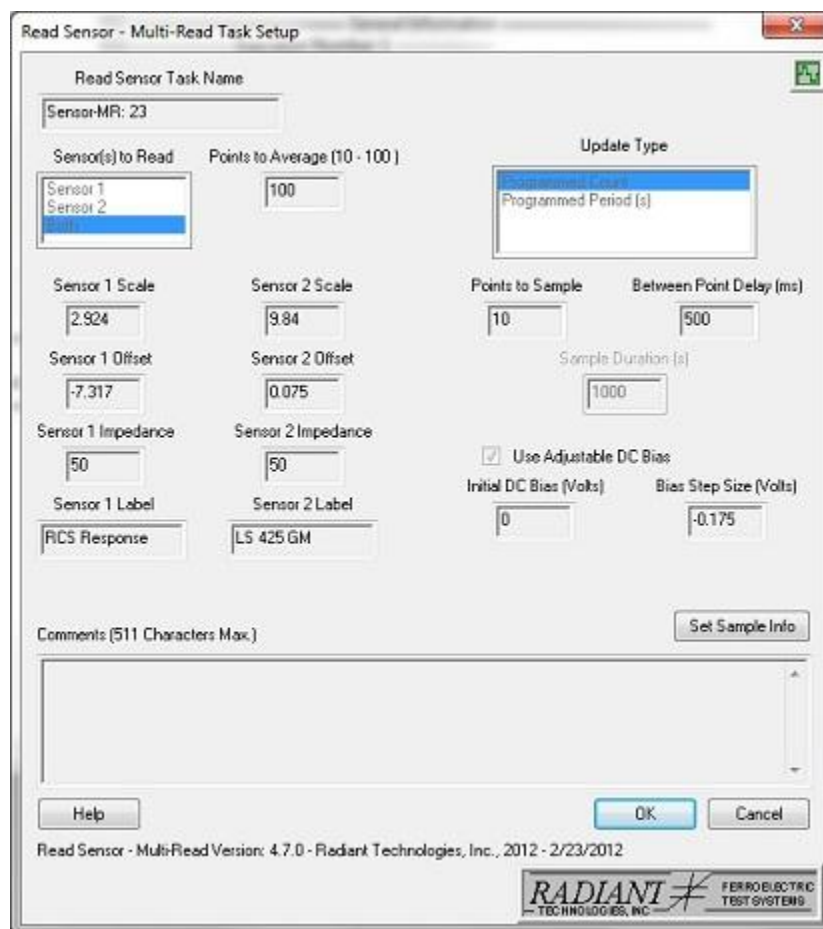 Read Sensor - Multi-Read Task Setup
Read Sensor Task Name
Sensor-MR: 23
Sensor(s) to Read
Points to Average (10 - 100 )
Update Type
Sensor 1
Sensor 2
Both
100
Programmed Count
Programmed Period (s)
Sensor 1 Scale
Sensor 2 Scale
Points to Sample
Between Point Delay (ms)
2.924
9.84
10
500
Sensor 1 Offset
Sensor 2 Offset
Sample Duration (s)
-7.317
0.075
1000
Sensor 1 Impedance
Sensor 2 Impedance
Use Adjustable DC Bias
50
50
Initial DC Bias (Volts)
Bias Step Size (Volts)
Sensor 1 Label
Sensor 2 Label
0
-0.175
RCS Response
LS 425 GM
Set Sample Info
Comments (511 Characters Max.)
Help
OK
Cancel
Read Sensor - Multi-Read Version: 4.7.0 - Radiant Technologies, Inc., 2012 - 2/23/2012
RADIANT
TECHNOLOGIES, INC
FERROELECTRIC
TEST SYSTEMS